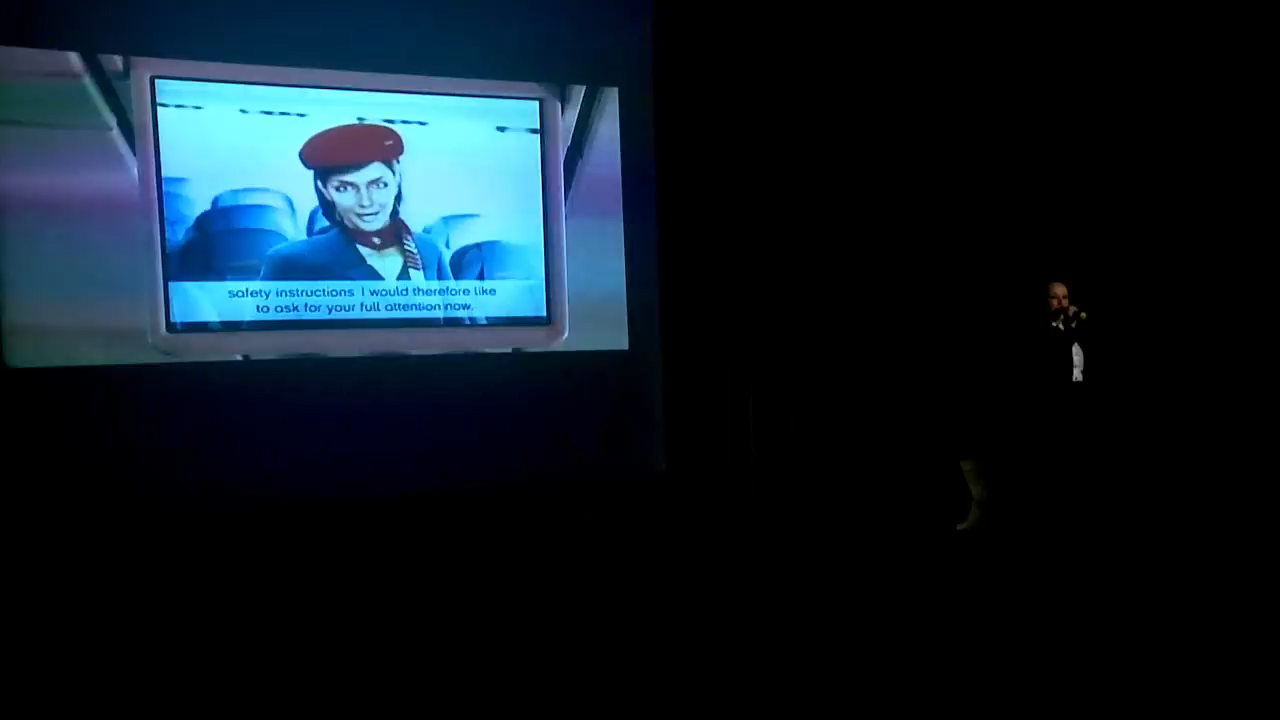 safety instructions. I would therefore like
to ask for your full attention now.